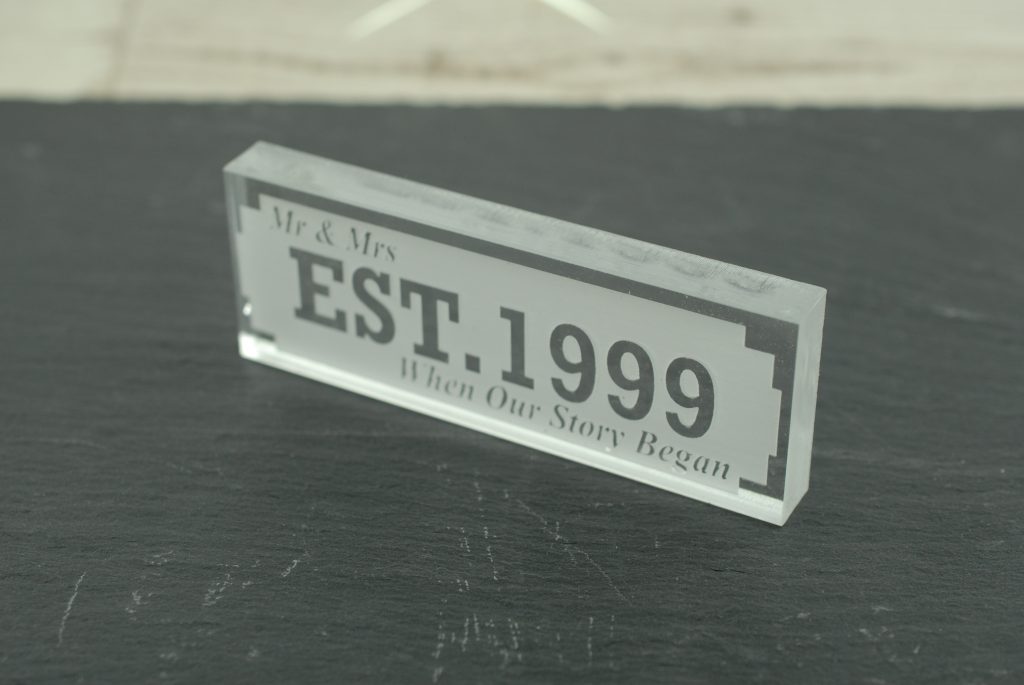 Mr & Mrs
EST.1999
When Our Story Began